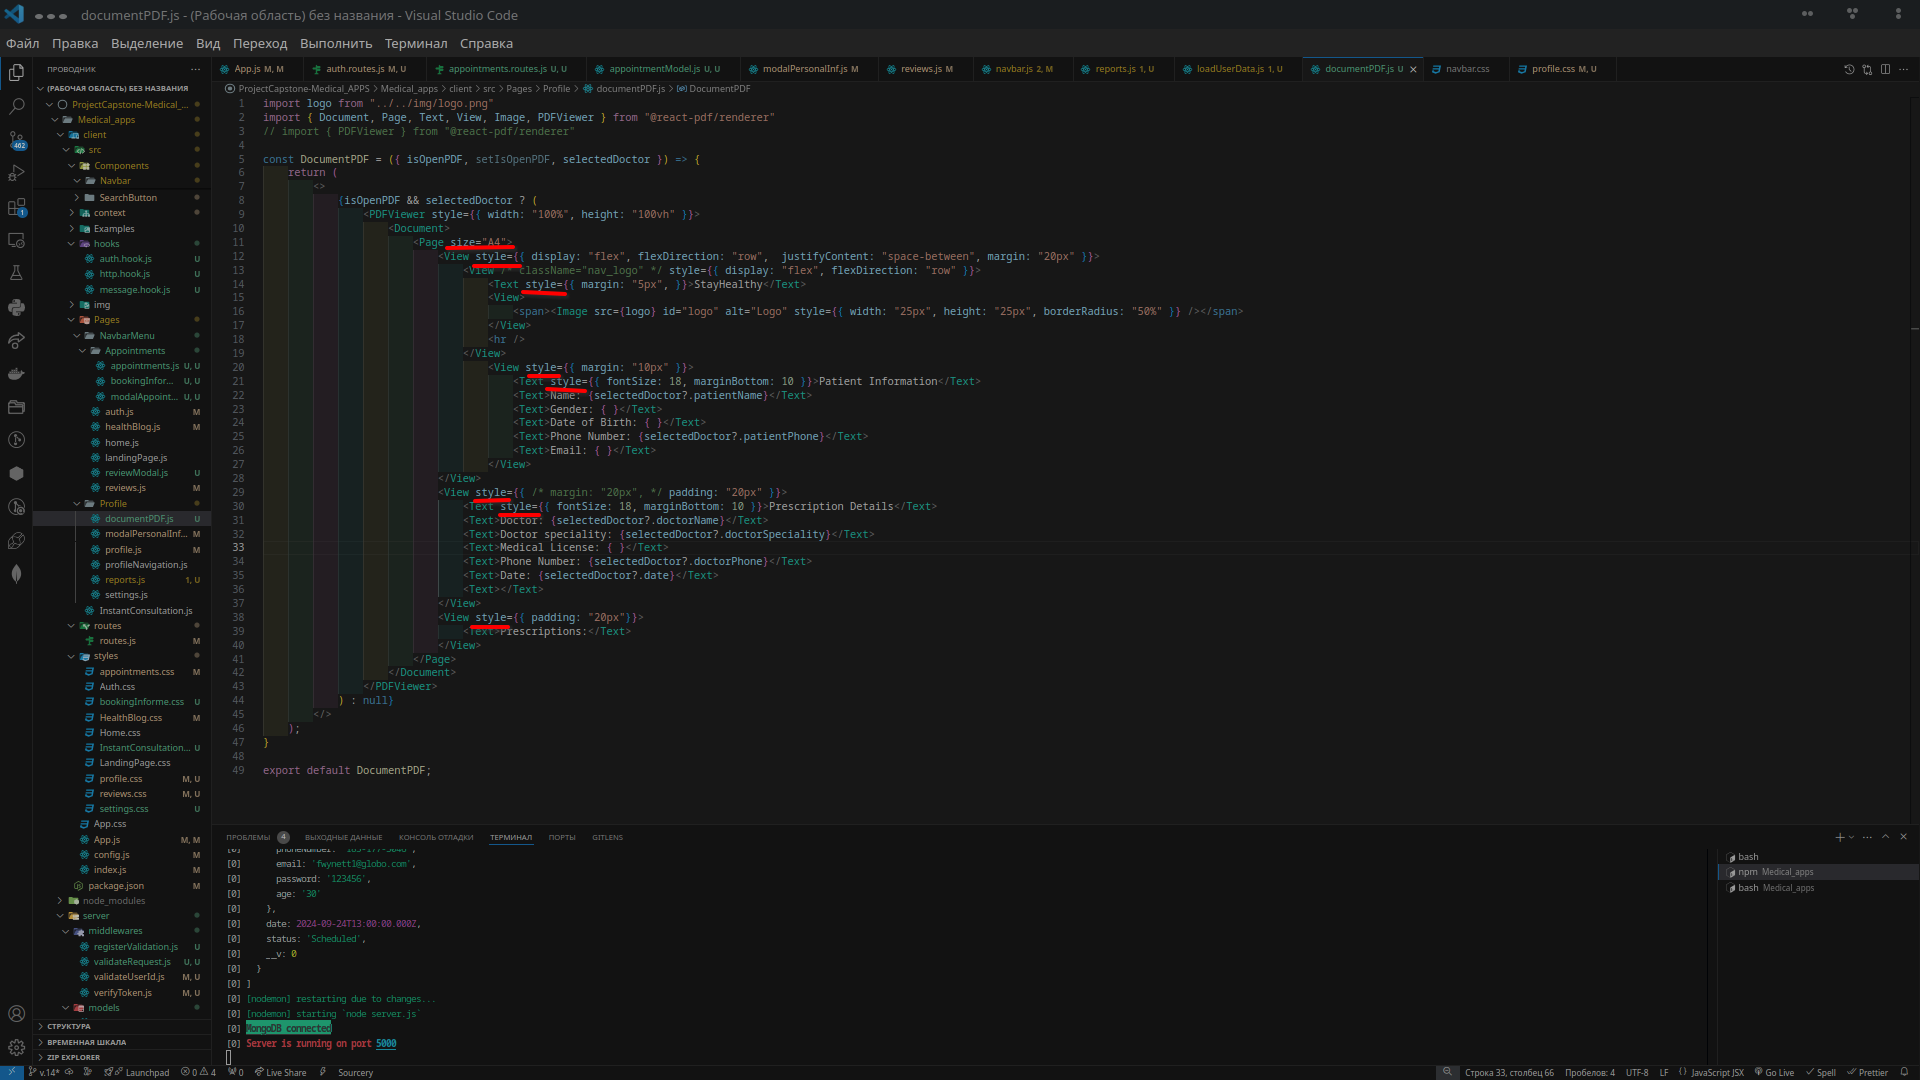 documentPDF.js - (Рабочая область) без названия - Visual Studio Code
Файл Правка Выделение Вид Переход Выполнить Терминал Справка
ПРОВОДНИК ...
App.js M, M auth.routes.js M, U appointments.routes.js U, U appointmentModel.js U, U modalPersonalInf.js M reviews.js M navbar.js 2, M reports.js 1, U loadUserData.js 1, U documentPDF.js U navbar.css profile.css M, U
(РАБОЧАЯ ОБЛАСТЬ) БЕЗ НАЗВАНИЯ
ProjectCapstone-Medical_...
Medical_apps
client
src
Components
Navbar
SearchButton
context
Examples
hooks
auth.hook.js U
http.hook.js U
message.hook.js U
img
Pages
NavbarMenu
Appointments
appointments.js U, U
bookingInfor... U, U
modalAppoint... U, U
auth.js M
healthBlog.js M
home.js
landingPage.js
reviewModal.js U
reviews.js M
Profile
documentPDF.js U
modalPersonalInf... M
profile.js M
profileNavigation.js
reports.js 1, U
settings.js
InstantConsultation.js
routes
routes.js M
styles
appointments.css M
Auth.css
bookingInforme.css U
HealthBlog.css M
Home.css
InstantConsultation... U
LandingPage.css
profile.css M, U
reviews.css M, U
settings.css U
App.css
App.js M, M
config.js M
index.js M
package.json M
node_modules
server
middlewares
registerValidation.js U
validateRequest.js U, U
validateUserId.js M, U
verifyToken.js M, U
models
СТРУКТУРА
ВРЕМЕННАЯ ШКАЛА
ZIP EXPLORER
462
1
ProjectCapstone-Medical_APPS > Medical_apps > client > src > Pages > Profile > documentPDF.js > DocumentPDF
1 import logo from "../../img/logo.png"
2 import { Document, Page, Text, View, Image, PDFViewer } from "@react-pdf/renderer"
3 // import { PDFViewer } from "@react-pdf/renderer"
4
5 const DocumentPDF = ({ isOpenPDF, setIsOpenPDF, selectedDoctor }) => {
6 return (
7 <>
8 {isOpenPDF && selectedDoctor ? (
9 <PDFViewer style={{ width: "100%", height: "100vh" }}>
10 <Document>
11 <Page size="A4">
12 <View style={{ display: "flex", flexDirection: "row",  justifyContent: "space-between", margin: "20px" }}>
13 <View /* className="nav_logo" */ style={{ display: "flex", flexDirection: "row" }}>
14 <Text style={{ margin: "5px", }}>StayHealthy</Text>
15 <View>
16 <span><Image src={logo} id="logo" alt="Logo" style={{ width: "25px", height: "25px", borderRadius: "50%" }} /></span>
17 </View>
18 <hr />
19 </View>
20 <View style={{ margin: "10px" }}>
21 <Text style={{ fontSize: 18, marginBottom: 10 }}>Patient Information</Text>
22 <Text>Name: {selectedDoctor?.patientName}</Text>
23 <Text>Gender: { }</Text>
24 <Text>Date of Birth: { }</Text>
25 <Text>Phone Number: {selectedDoctor?.patientPhone}</Text>
26 <Text>Email: { }</Text>
27 </View>
28 </View>
29 <View style={{ /* margin: "20px", */ padding: "20px" }}>
30 <Text style={{ fontSize: 18, marginBottom: 10 }}>Prescription Details</Text>
31 <Text>Doctor: {selectedDoctor?.doctorName}</Text>
32 <Text>Doctor speciality: {selectedDoctor?.doctorSpeciality}</Text>
33 <Text>Medical License: { }</Text>
34 <Text>Phone Number: {selectedDoctor?.doctorPhone}</Text>
35 <Text>Date: {selectedDoctor?.date}</Text>
36 <Text></Text>
37 </View>
38 <View style={{ padding: "20px"}}>
39 <Text>Prescriptions:</Text>
40 </View>
41 </Page>
42 </Document>
43 </PDFViewer>
44 ) : null}
45 </>
46 );
47 }
48
49 export default DocumentPDF;
ПРОБЛЕМЫ 4 ВЫХОДНЫЕ ДАННЫЕ КОНСОЛЬ ОТЛАДКИ ТЕРМИНАЛ ПОРТЫ GITLENS
[0] email: 'fwynettl@globo.com',
[0] password: '123456',
[0] age: '30'
[0] },
[0] date: 2024-09-24T13:00:00.000Z,
[0] status: 'Scheduled',
[0] __v: 0
[0] }
[0] ]
[0] [nodemon] restarting due to changes...
[0] [nodemon] starting `node server.js`
[0] MongoDB connected
[0] Server is running on port 5000
bash
npm Medical_apps
bash Medical_apps
v.14* Launchpad 0 4 0 Live Share Sourcery Строка 33, столбец 66 Пробелов: 4 UTF-8 LF {} JavaScript JSX Go Live Spell Prettier